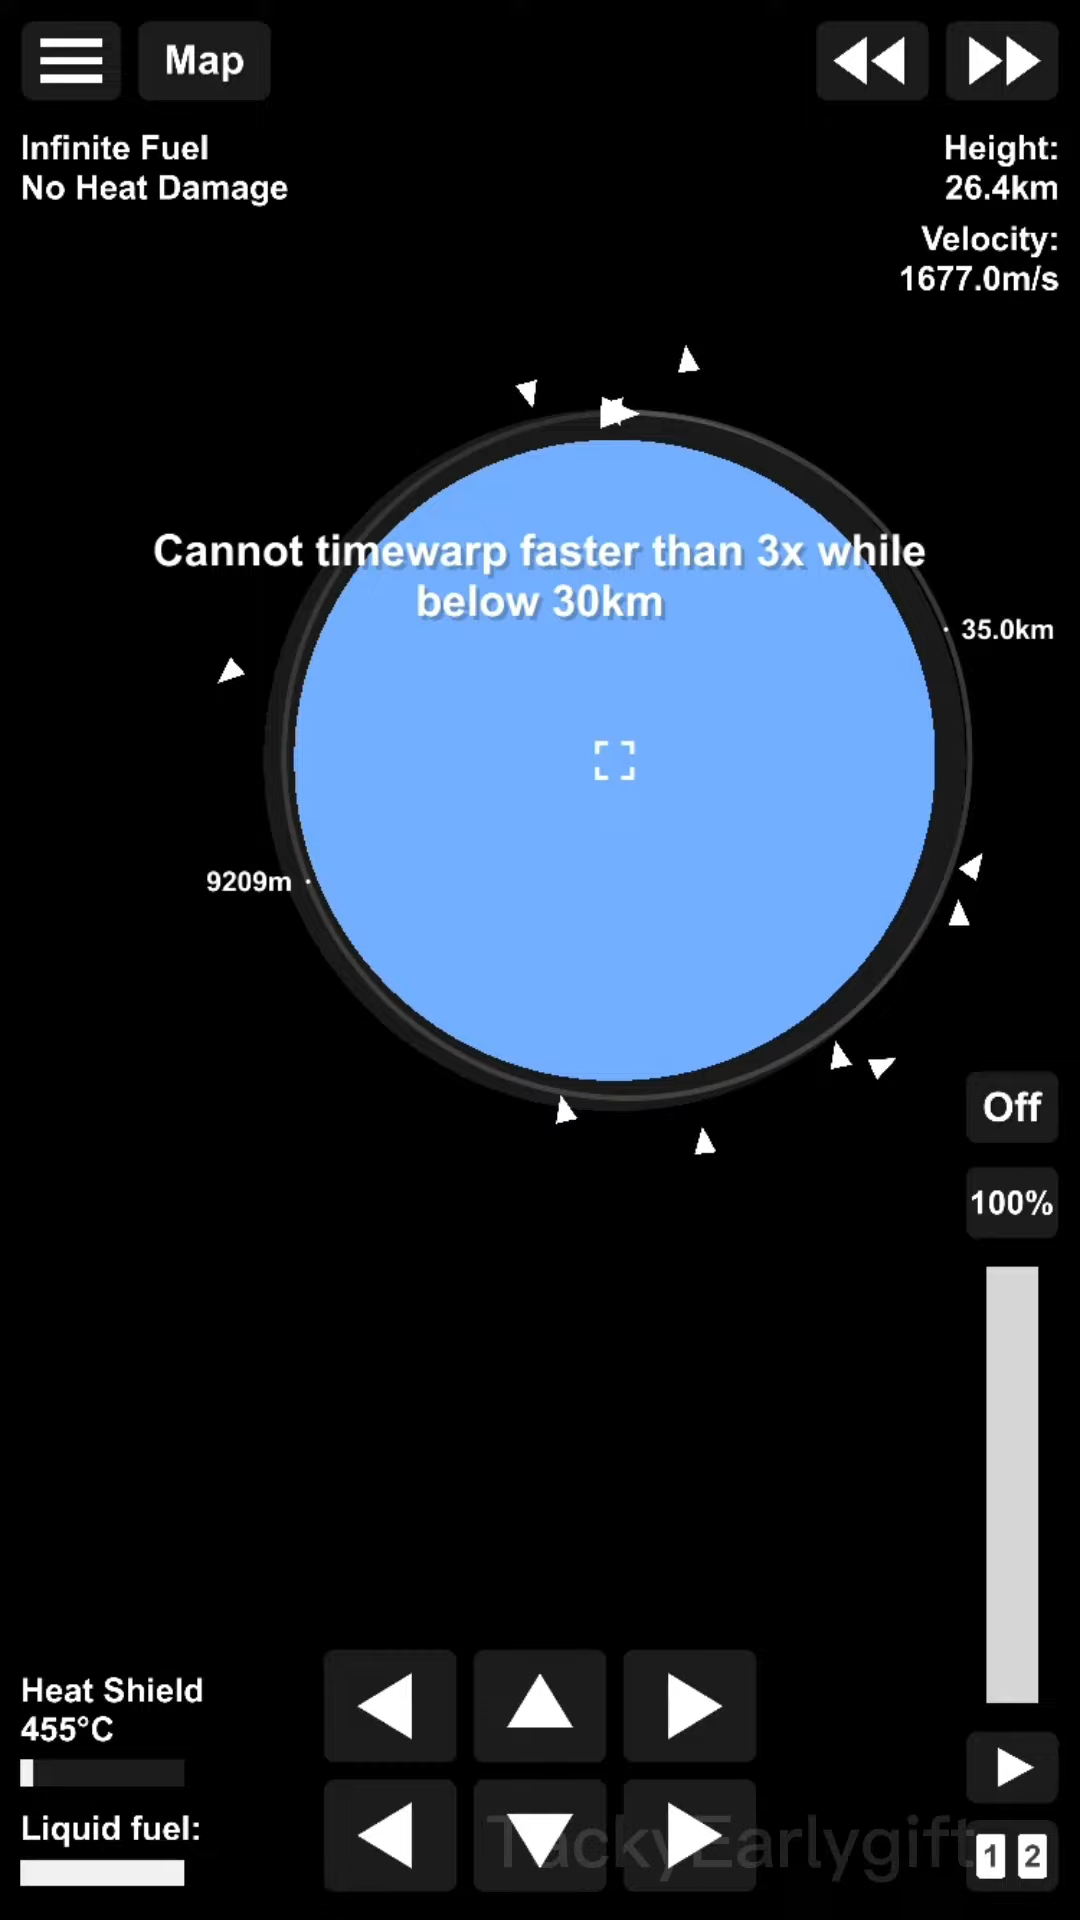 Map
Infinite Fuel
No Heat Damage
Height:
26.4km
Velocity:
1677.0m/s
Cannot timewarp faster than 3x while
below 30km
35.0km
9209m
Off
100%
Heat Shield
455°C
Liquid fuel:
TackyEarlygift
1 2